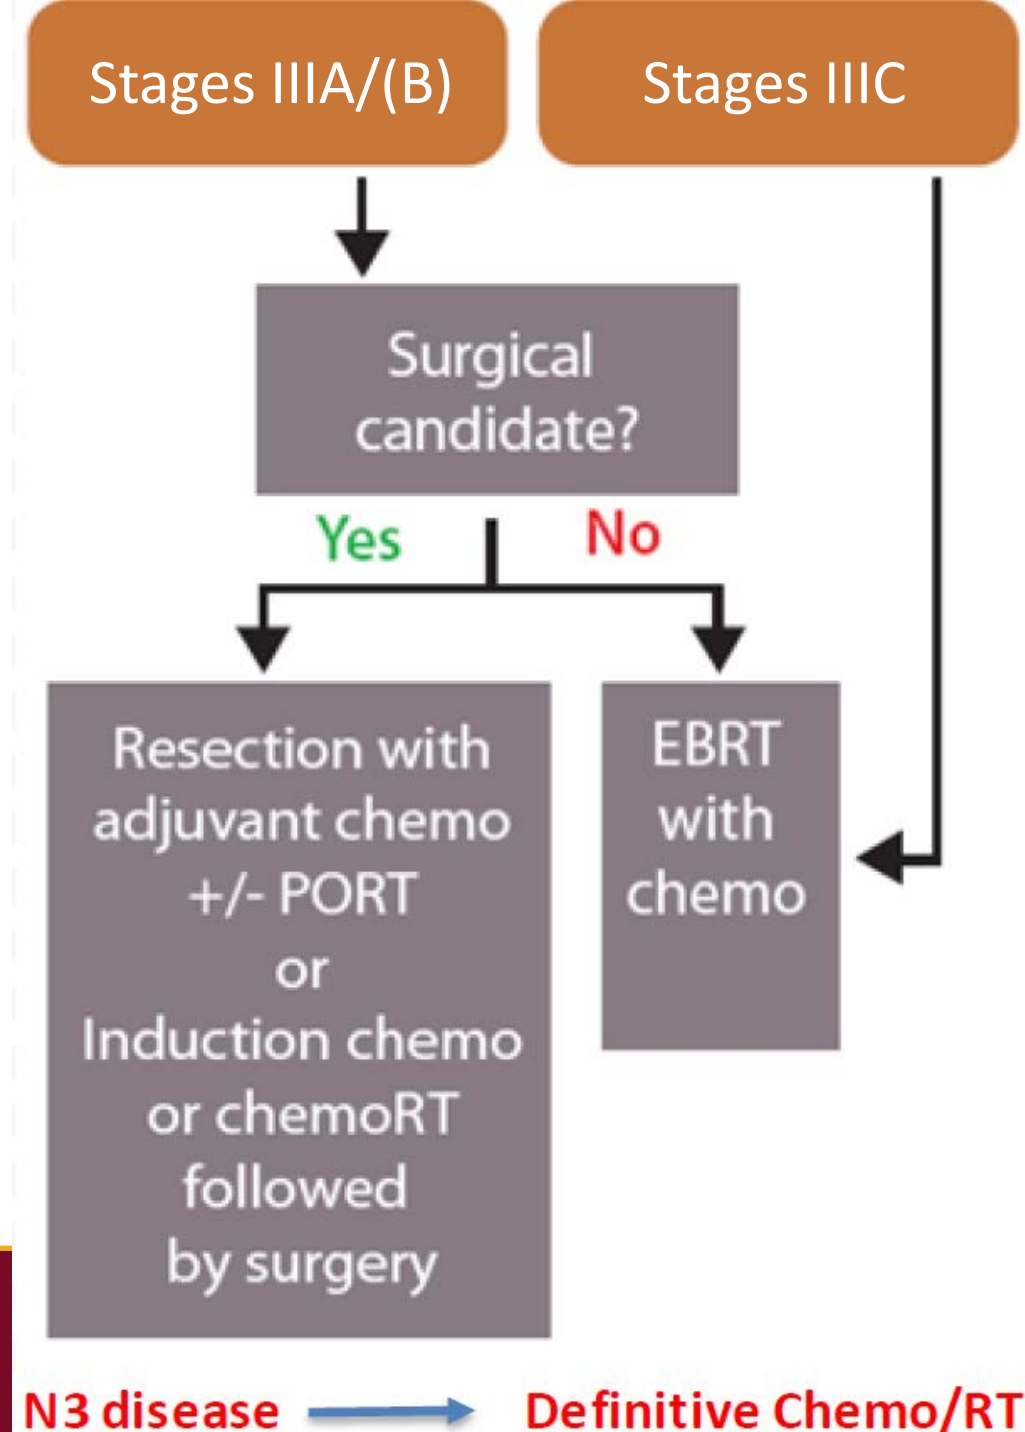 Stages IIIA/(B)
Stages IIIC
Surgical
candidate?
Yes
No
Resection with
adjuvant chemo
+/- PORT
or
Induction chemo
or chemoRT
followed
by surgery
EBRT
with
chemo
N3 disease
Definitive Chemo/RT